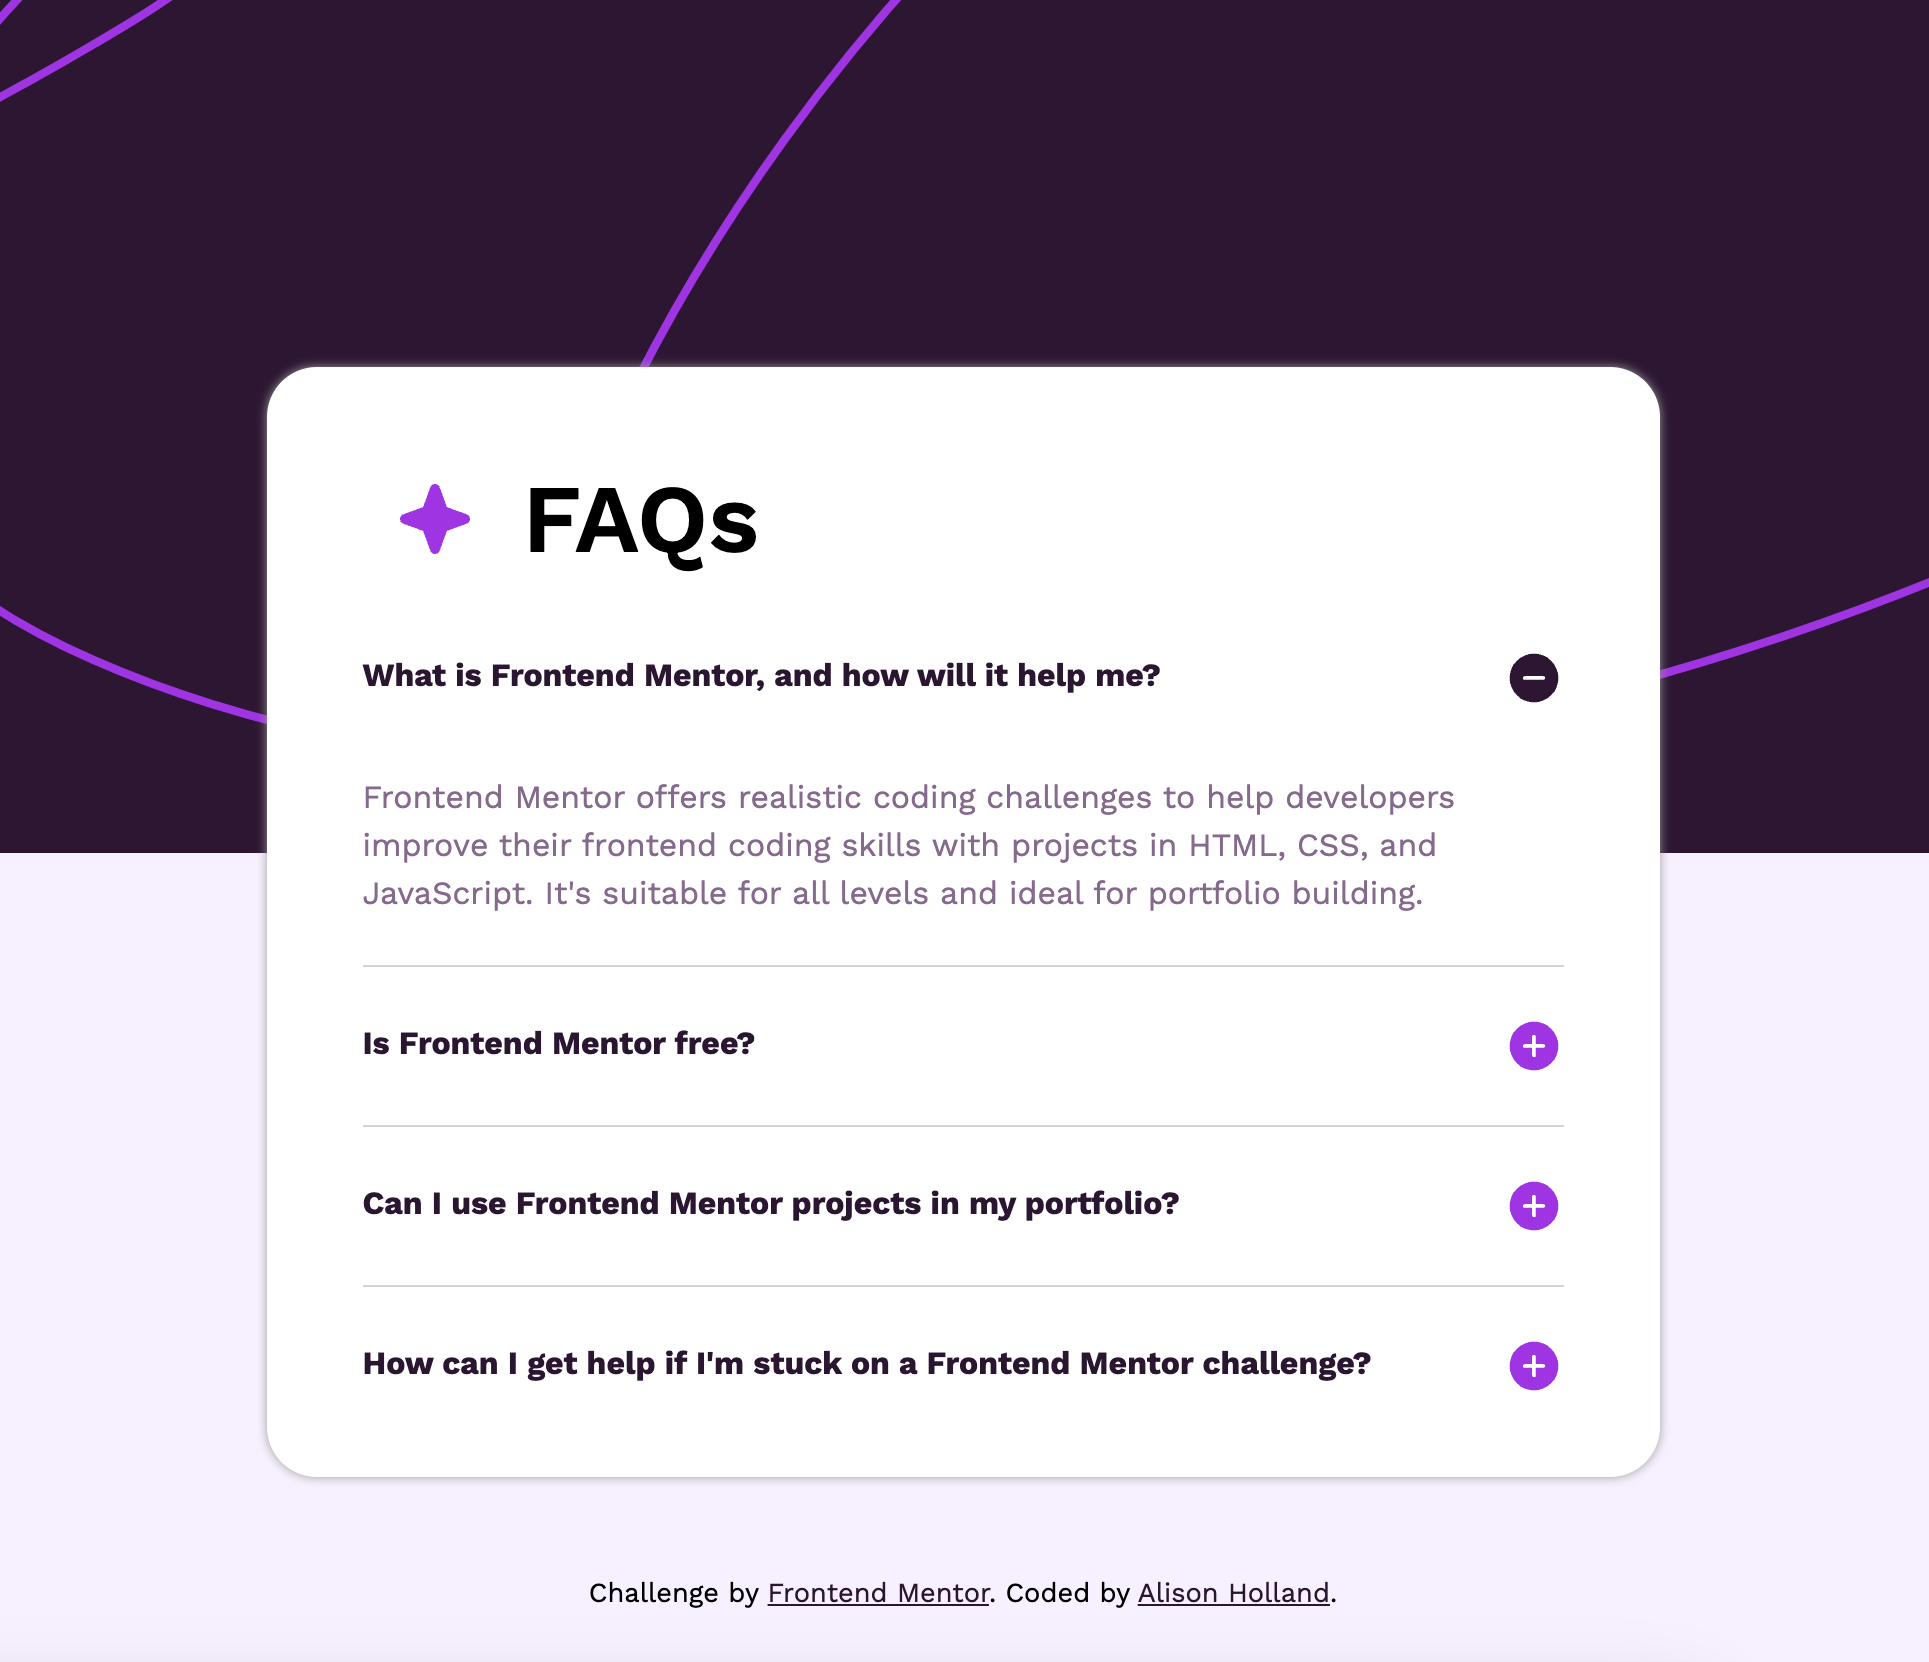 FAQs
What is Frontend Mentor, and how will it help me?
Frontend Mentor offers realistic coding challenges to help developers
improve their frontend coding skills with projects in HTML, CSS, and
JavaScript. It's suitable for all levels and ideal for portfolio building.
Is Frontend Mentor free?
Can I use Frontend Mentor projects in my portfolio?
How can I get help if I'm stuck on a Frontend Mentor challenge?
Challenge by Frontend Mentor. Coded by Alison Holland.